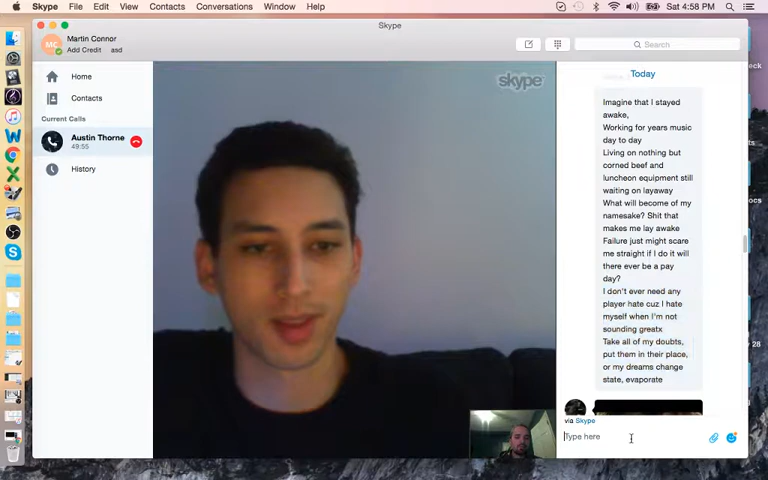 Skype File Edit View Contacts Conversations Window Help Sat 4:58 PM
Skype
Martin Connor
Add Credit asd
MC
Search
Home
Contacts
Current Calls
Austin Thorne
49:55
History
skype
Today
Imagine that I stayed
awake,
Working for years music
day to day
Living on nothing but
corned beef and
luncheon equipment still
waiting on layaway
What will become of my
namesake? Shit that
makes me lay awake
Failure just might scare
me straight if I do it will
there ever be a pay
day?
I don't ever need any
player hate cuz I hate
myself when I'm not
sounding greatx
Take all of my doubts,
put them in their place,
or my dreams change
state, evaporate
via Skype
Type here